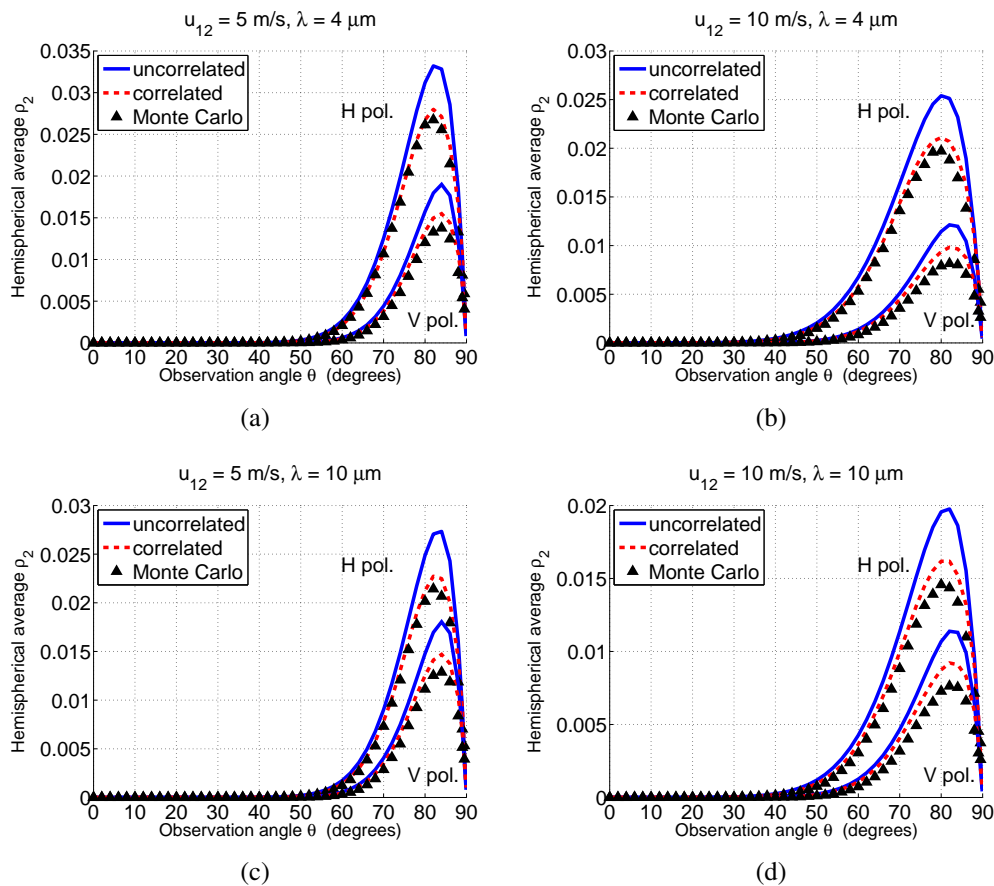 u12 = 5 m/s, λ = 4 μm
Hemispherical average ρ2
0.035
0.03
0.025
0.02
0.015
0.01
0.005
0
uncorrelated
correlated
Monte Carlo
H pol.
V pol.
0 10 20 30 40 50 60 70 80 90
Observation angle θ (degrees)
(a)
u12 = 10 m/s, λ = 4 μm
Hemispherical average ρ2
0.03
0.025
0.02
0.015
0.01
0.005
0
uncorrelated
correlated
Monte Carlo
H pol.
V pol.
0 10 20 30 40 50 60 70 80 90
Observation angle θ (degrees)
(b)
u12 = 5 m/s, λ = 10 μm
Hemispherical average ρ2
0.03
0.025
0.02
0.015
0.01
0.005
0
uncorrelated
correlated
Monte Carlo
H pol.
V pol.
0 10 20 30 40 50 60 70 80 90
Observation angle θ (degrees)
(c)
u12 = 10 m/s, λ = 10 μm
Hemispherical average ρ2
0.02
0.015
0.01
0.005
0
uncorrelated
correlated
Monte Carlo
H pol.
V pol.
0 10 20 30 40 50 60 70 80 90
Observation angle θ (degrees)
(d)